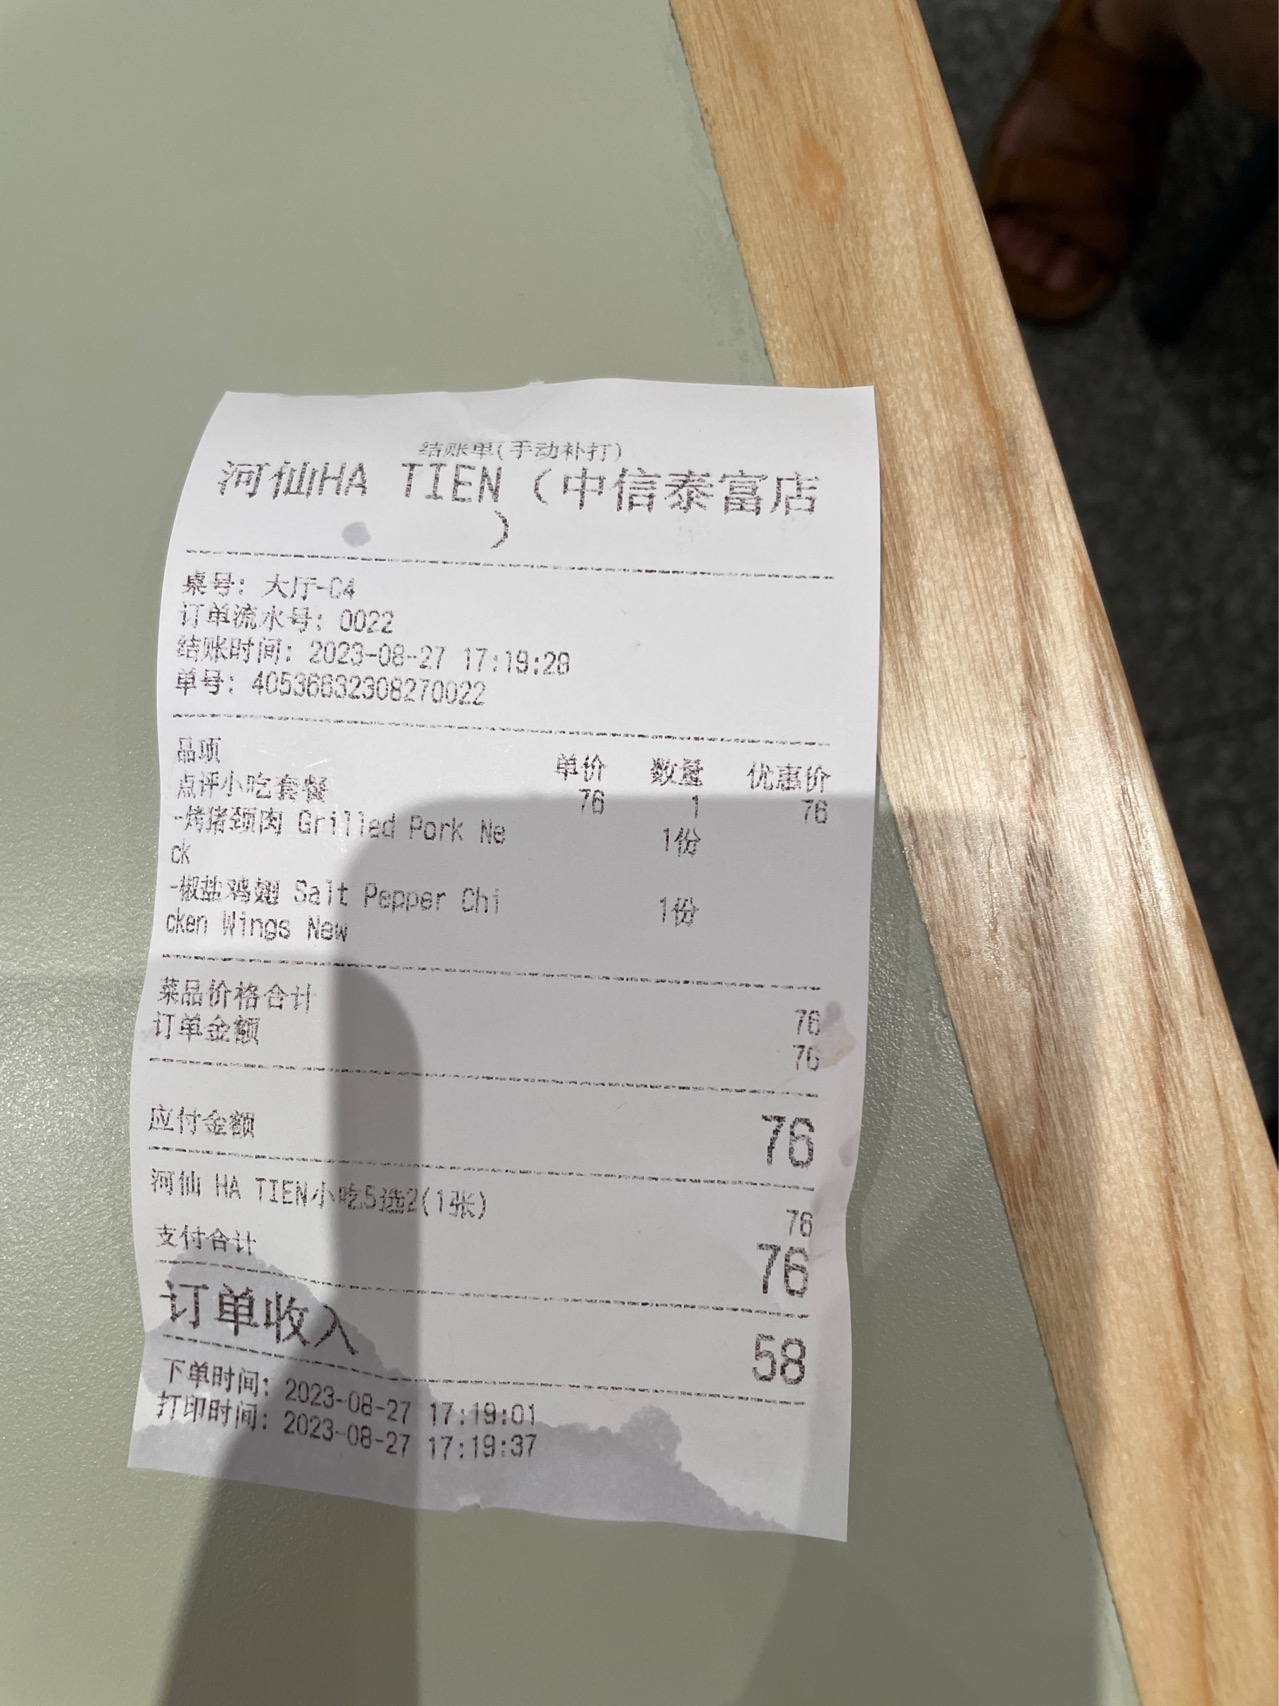 结账单(手动补打)
河仙HA TIEN（中信泰富店
）
桌号: 大厅-C4
订单流水号: 0022
结账时间: 2023-08-27 17:19:28
单号: 40536632308270022
品项 单价 数量 优惠价
点评小吃套餐 76 1 76
-烤猪颈肉 Grilled Pork Ne 1份
ck
-椒盐鸡翅 Salt Pepper Chi 1份
cken Wings New
菜品价格合计 76
订单金额 76
应付金额 76
河仙 HA TIEN小吃5选2(1张) 76
支付合计 76
订单收入 58
下单时间: 2023-08-27 17:19:01
打印时间: 2023-08-27 17:19:37